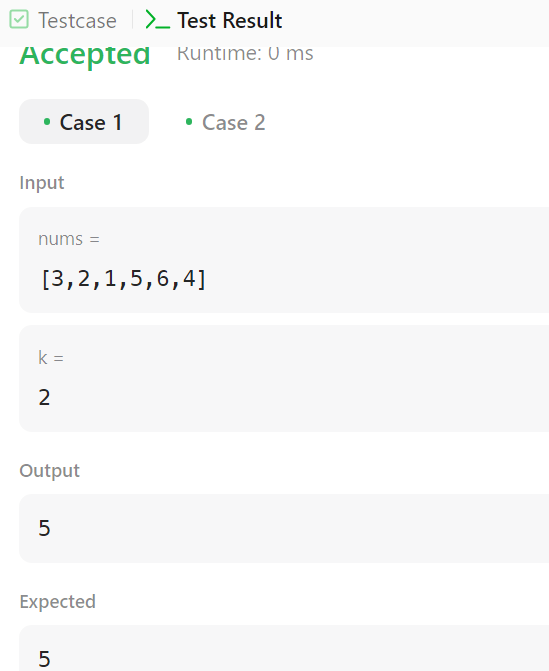 Testcase Test Result
Accepted Runtime: 0 ms
Case 1 Case 2
Input
nums =
[3,2,1,5,6,4]
k =
2
Output
5
Expected
5